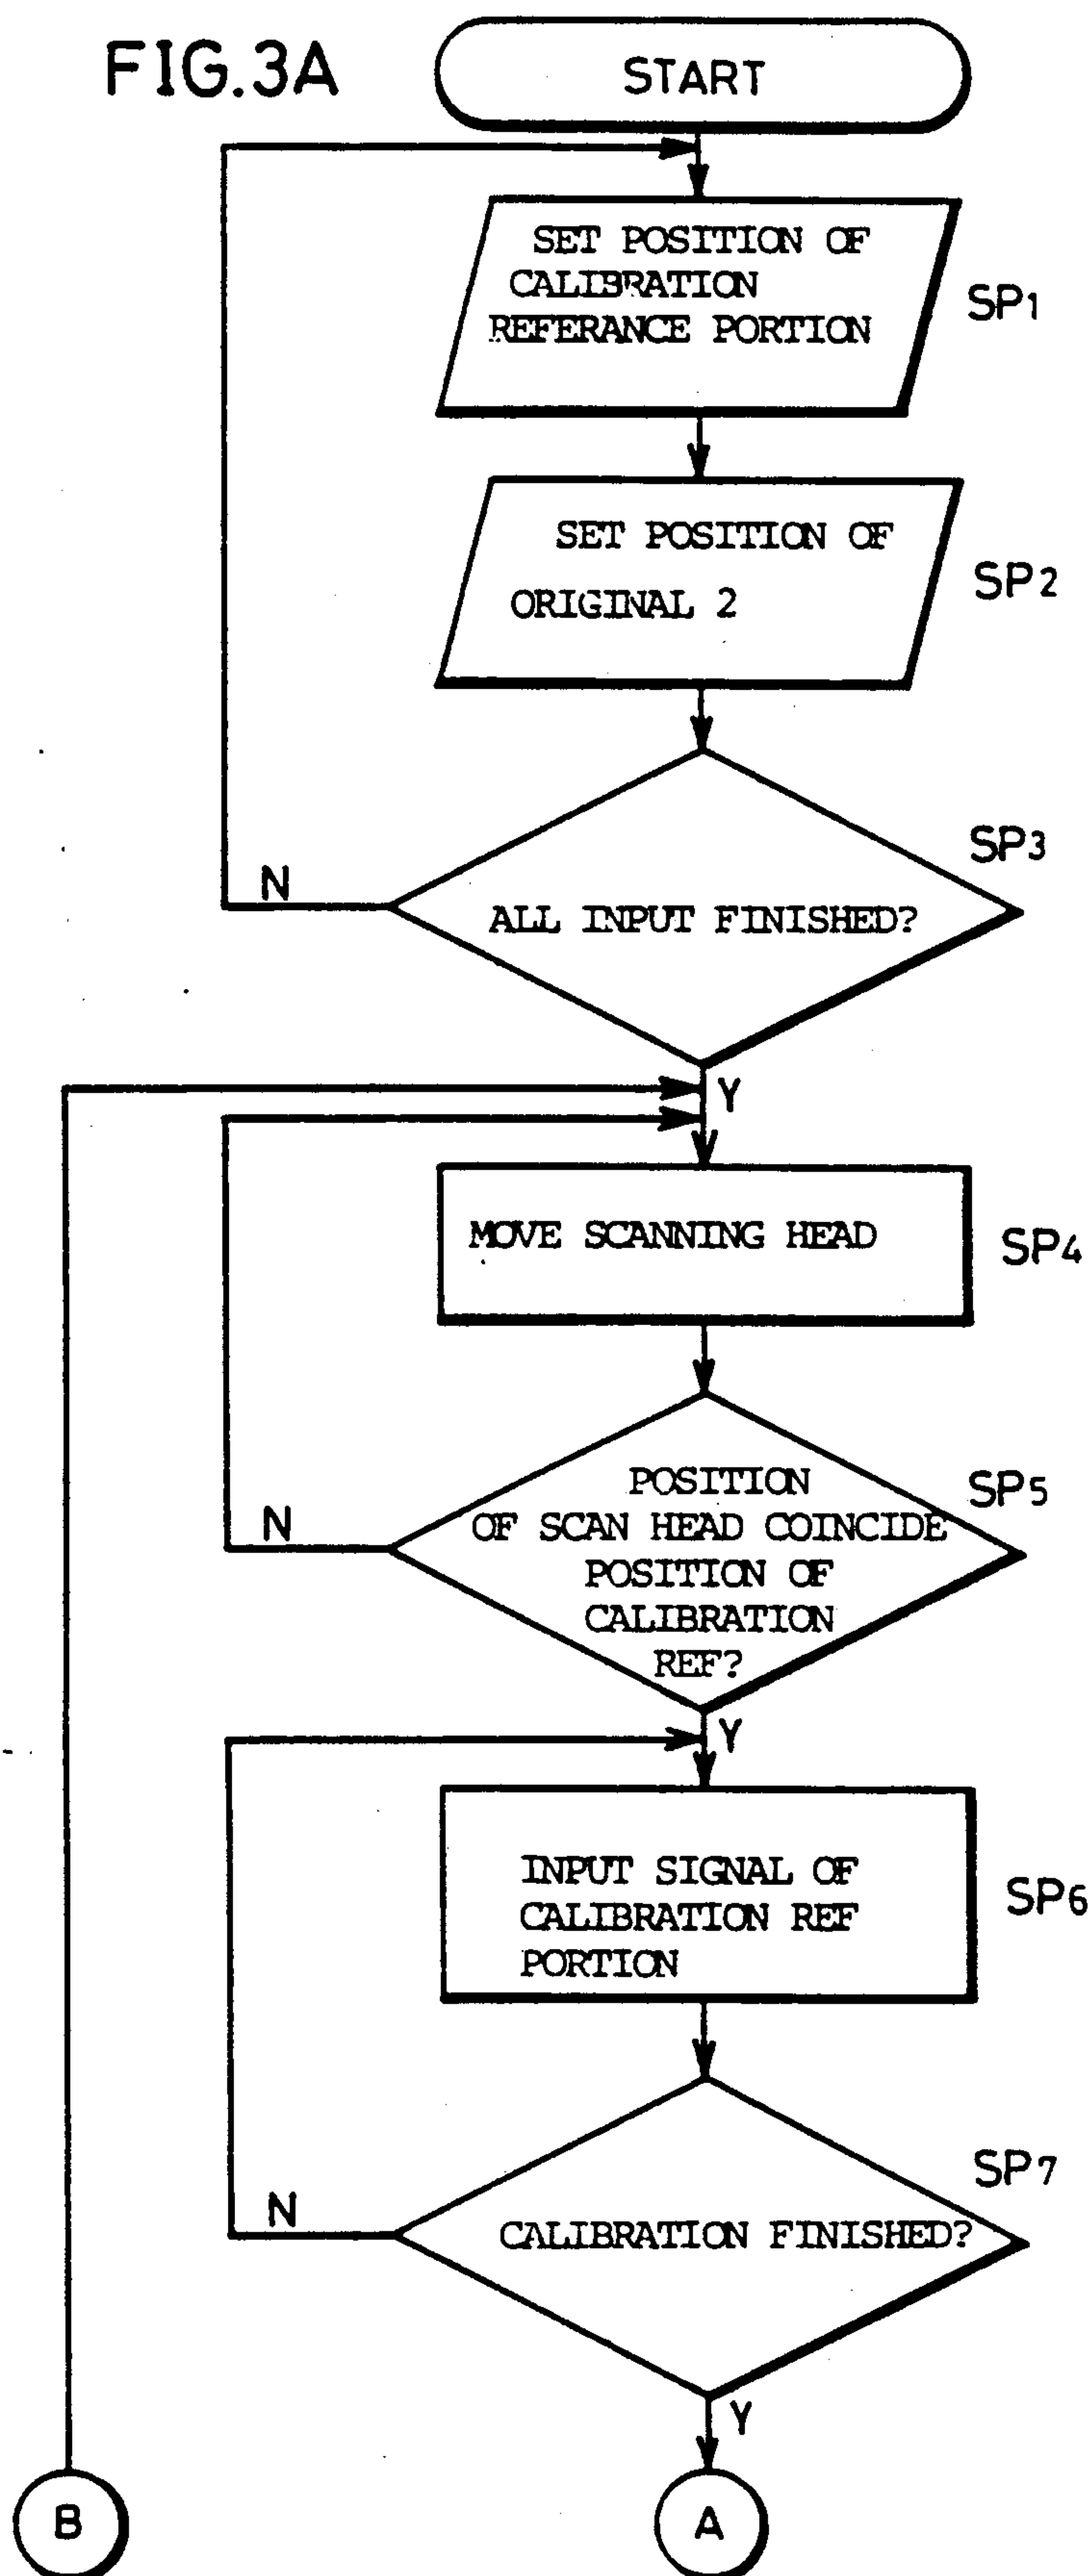 FIG.3A
START
SET POSITION OF
CALIBRATION
REFERANCE PORTION
SP1
SET POSITION OF
ORIGINAL 2
SP2
SP3
N
ALL INPUT FINISHED?
Y
MOVE SCANNING HEAD
SP4
SP5
POSITION
N
OF SCAN HEAD COINCIDE
POSITION OF
CALIBRATION
REF?
Y
INPUT SIGNAL OF
CALIBRATION REF
PORTION
SP6
SP7
N
CALIBRATION FINISHED?
Y
B
A